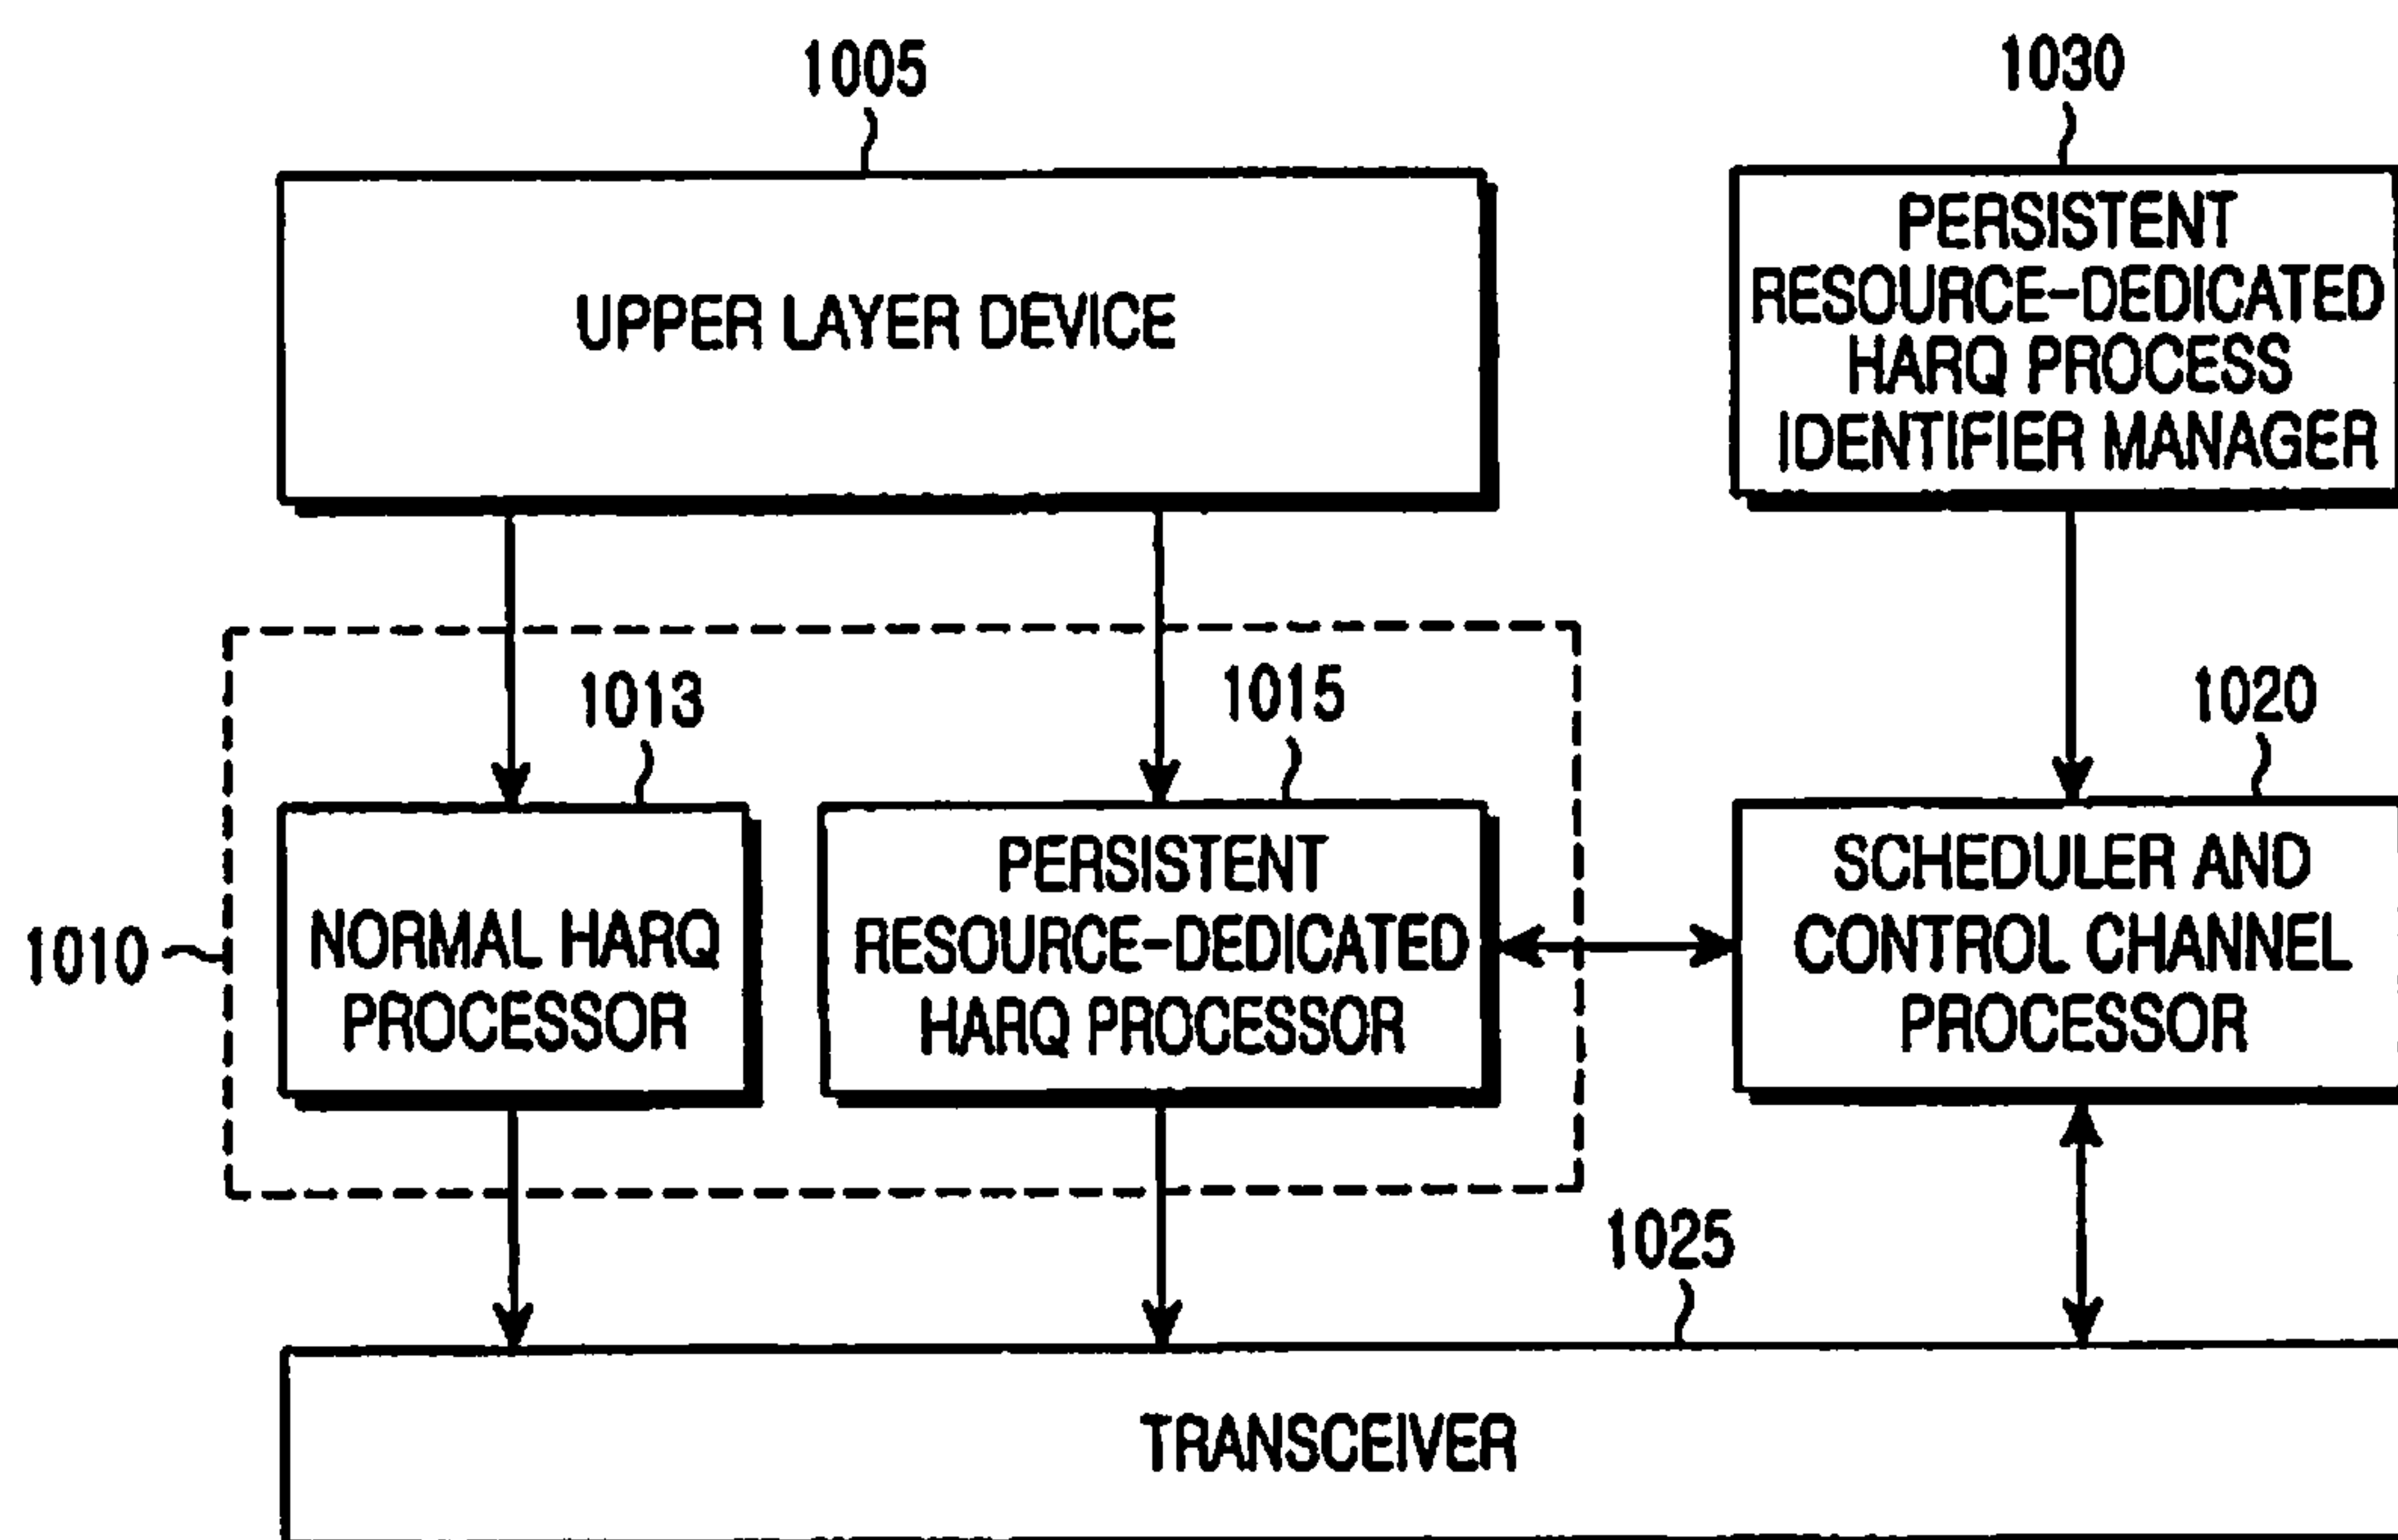 1005
1030
UPPER LAYER DEVICE
PERSISTENT
RESOURCE-DEDICATED
HARQ PROCESS
IDENTIFIER MANAGER
1013
1015
1020
1010
NORMAL HARQ
PROCESSOR
PERSISTENT
RESOURCE-DEDICATED
HARQ PROCESSOR
SCHEDULER AND
CONTROL CHANNEL
PROCESSOR
1025
TRANSCEIVER